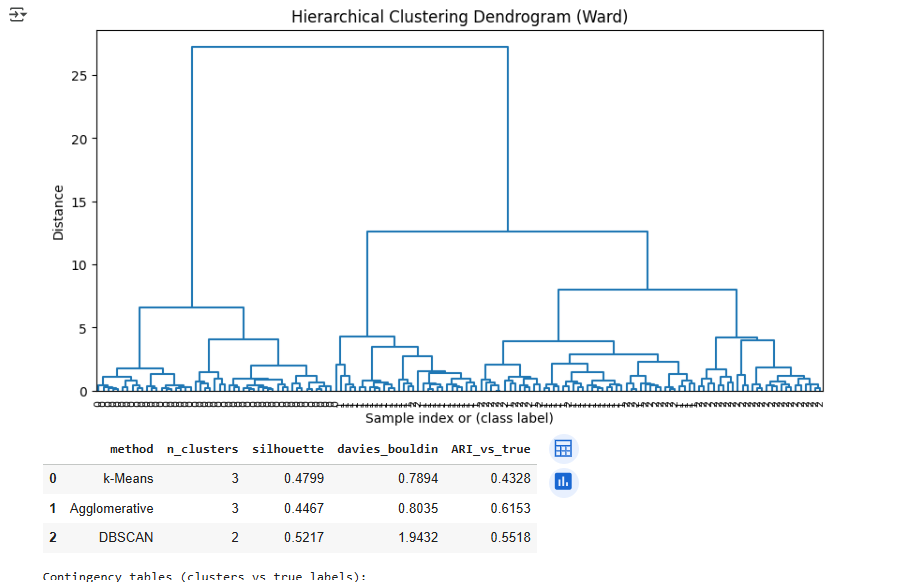 Hierarchical Clustering Dendrogram (Ward)
25
20
15
10
5
0
Distance
Sample index or (class label)
method n_clusters silhouette davies_bouldin ARI_vs_true
0 k-Means 3 0.4799 0.7894 0.4328
1 Agglomerative 3 0.4467 0.8035 0.6153
2 DBSCAN 2 0.5217 1.9432 0.5518
Contingency tables (clusters vs true labels):